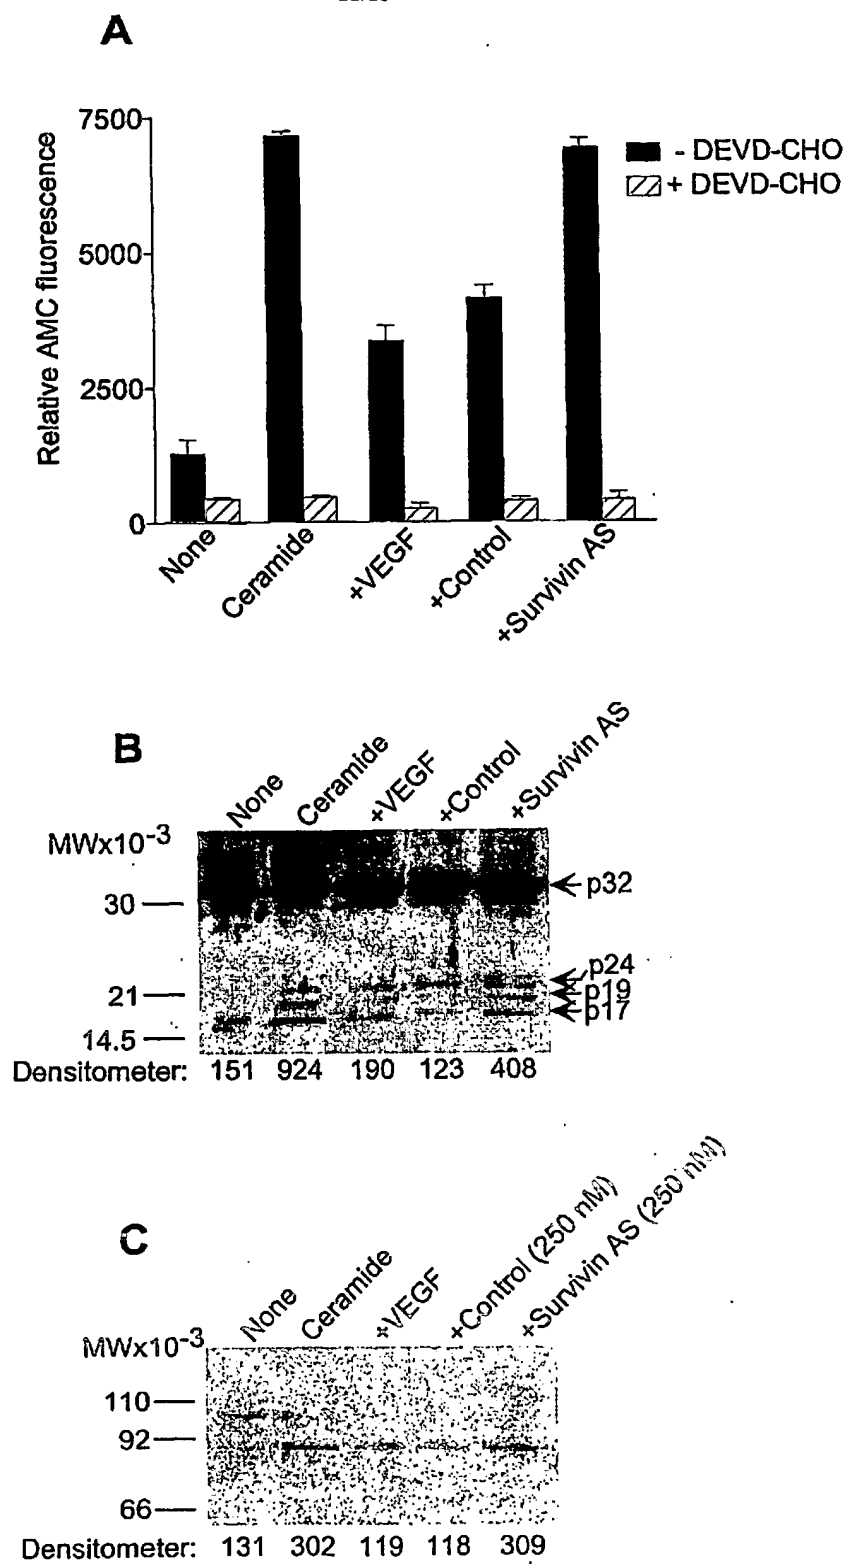 A
7500
5000
2500
0
Relative AMC fluorescence
- DEVD-CHO
+ DEVD-CHO
None
Ceramide
+VEGF
+Control
+Survivin AS
B
None
Ceramide
+VEGF
+Control
+Survivin AS
MWx10-3
30
21
14.5
p32
p24
p19
p17
Densitometer: 151 924 190 123 408
C
None
Ceramide
+VEGF
+Control (250 nM)
+Survivin AS (250 nM)
MWx10-3
110
92
66
Densitometer: 131 302 119 118 309